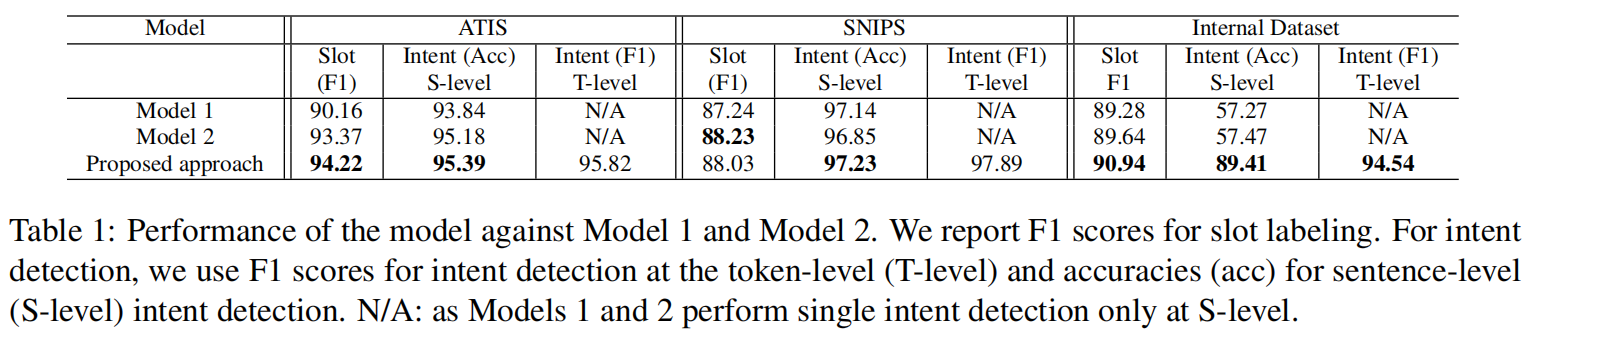 Model ATIS SNIPS Internal Dataset
Slot Intent (Acc) Intent (F1) Slot Intent (Acc) Intent (F1) Slot Intent (Acc) Intent (F1)
(F1) S-level T-level (F1) S-level T-level F1 S-level T-level
Model 1 90.16 93.84 N/A 87.24 97.14 N/A 89.28 57.27 N/A
Model 2 93.37 95.18 N/A 88.23 96.85 N/A 89.64 57.47 N/A
Proposed approach 94.22 95.39 95.82 88.03 97.23 97.89 90.94 89.41 94.54
Table 1: Performance of the model against Model 1 and Model 2. We report F1 scores for slot labeling. For intent
detection, we use F1 scores for intent detection at the token-level (T-level) and accuracies (acc) for sentence-level
(S-level) intent detection. N/A: as Models 1 and 2 perform single intent detection only at S-level.